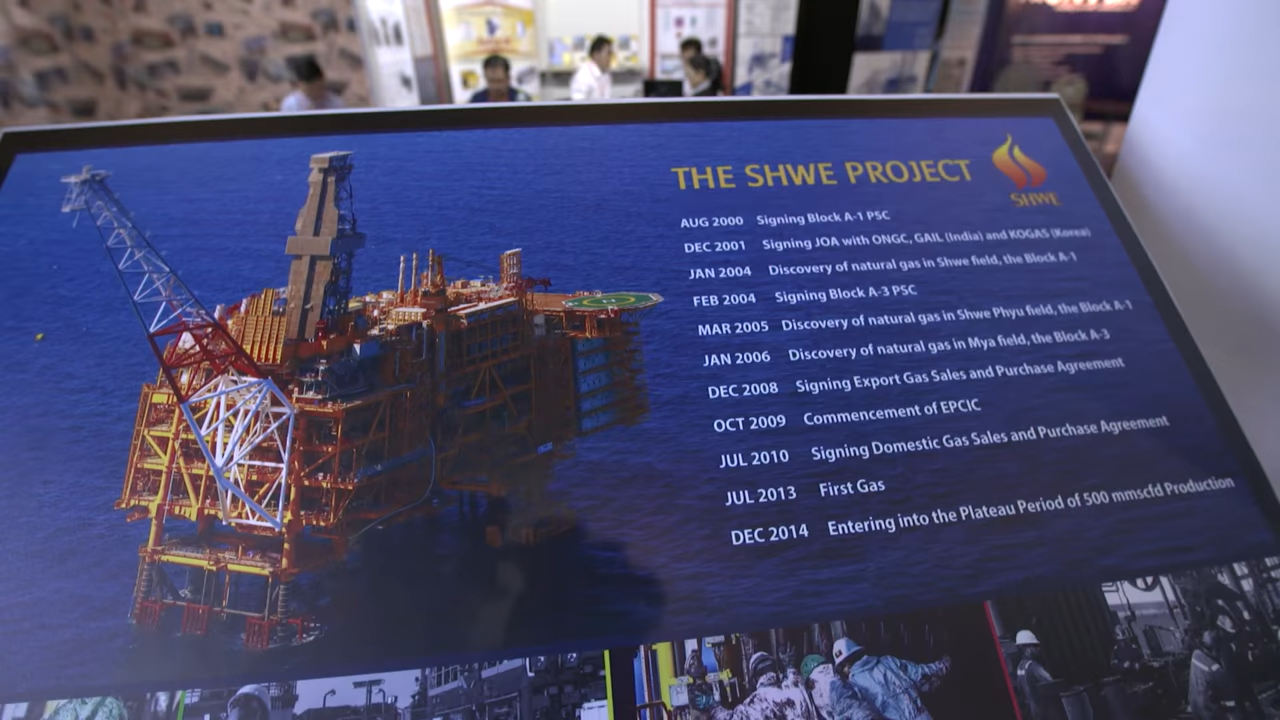 THE SHWE PROJECT
SHWE
AUG 2000 Signing Block A-1 PSC
DEC 2001 Signing JOA with ONGC, GAIL (India) and KOGAS (Korea)
JAN 2004 Discovery of natural gas in Shwe field, the Block A-1
FEB 2004 Signing Block A-3 PSC
MAR 2005 Discovery of natural gas in Shwe Phyu field, the Block A-1
JAN 2006 Discovery of natural gas in Mya field, the Block A-3
DEC 2008 Signing Export Gas Sales and Purchase Agreement
OCT 2009 Commencement of EPCIC
JUL 2010 Signing Domestic Gas Sales and Purchase Agreement
JUL 2013 First Gas
DEC 2014 Entering into the Plateau Period of 500 mmscfd Production